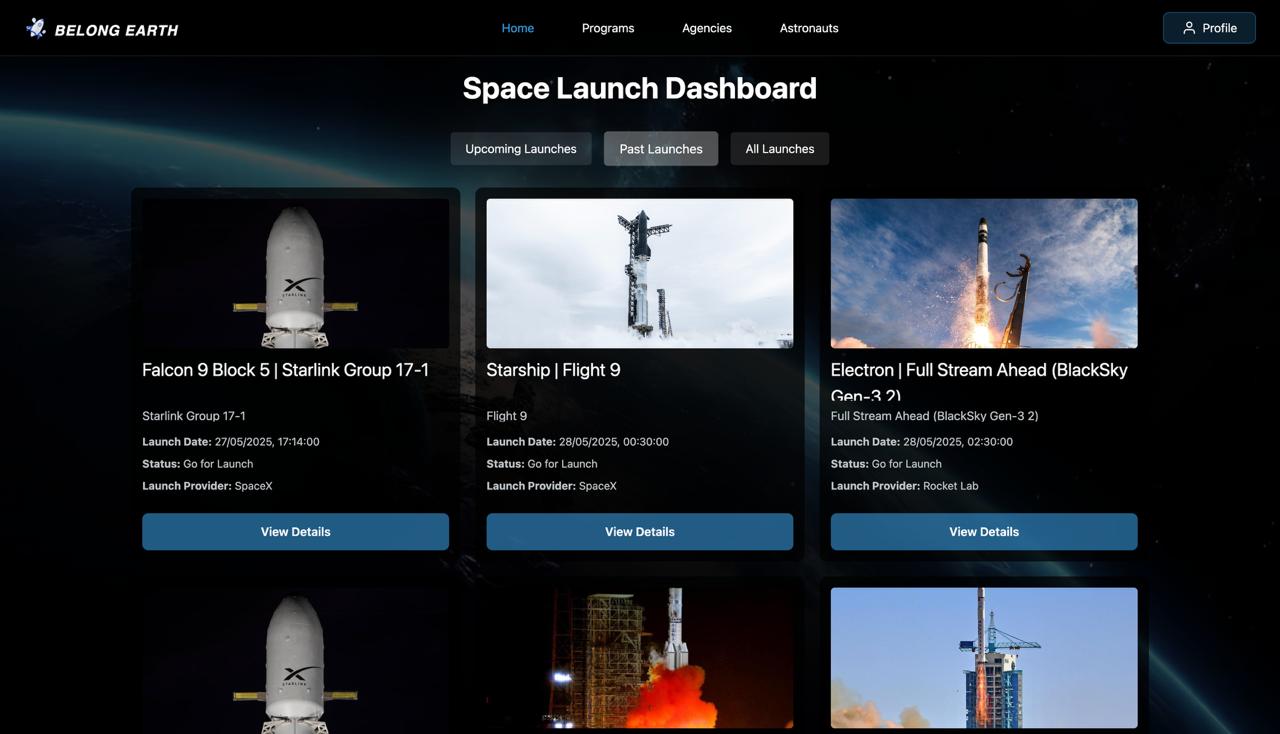 BELONG EARTH
Home
Programs
Agencies
Astronauts
Profile
Space Launch Dashboard
Upcoming Launches
Past Launches
All Launches
X
STARLINK
Falcon 9 Block 5 | Starlink Group 17-1
Starlink Group 17-1
Launch Date: 27/05/2025, 17:14:00
Status: Go for Launch
Launch Provider: SpaceX
View Details
Starship | Flight 9
Flight 9
Launch Date: 28/05/2025, 00:30:00
Status: Go for Launch
Launch Provider: SpaceX
View Details
Electron | Full Stream Ahead (BlackSky
Gen-3 2)
Full Stream Ahead (BlackSky Gen-3 2)
Launch Date: 28/05/2025, 02:30:00
Status: Go for Launch
Launch Provider: Rocket Lab
View Details
X
STARLINK